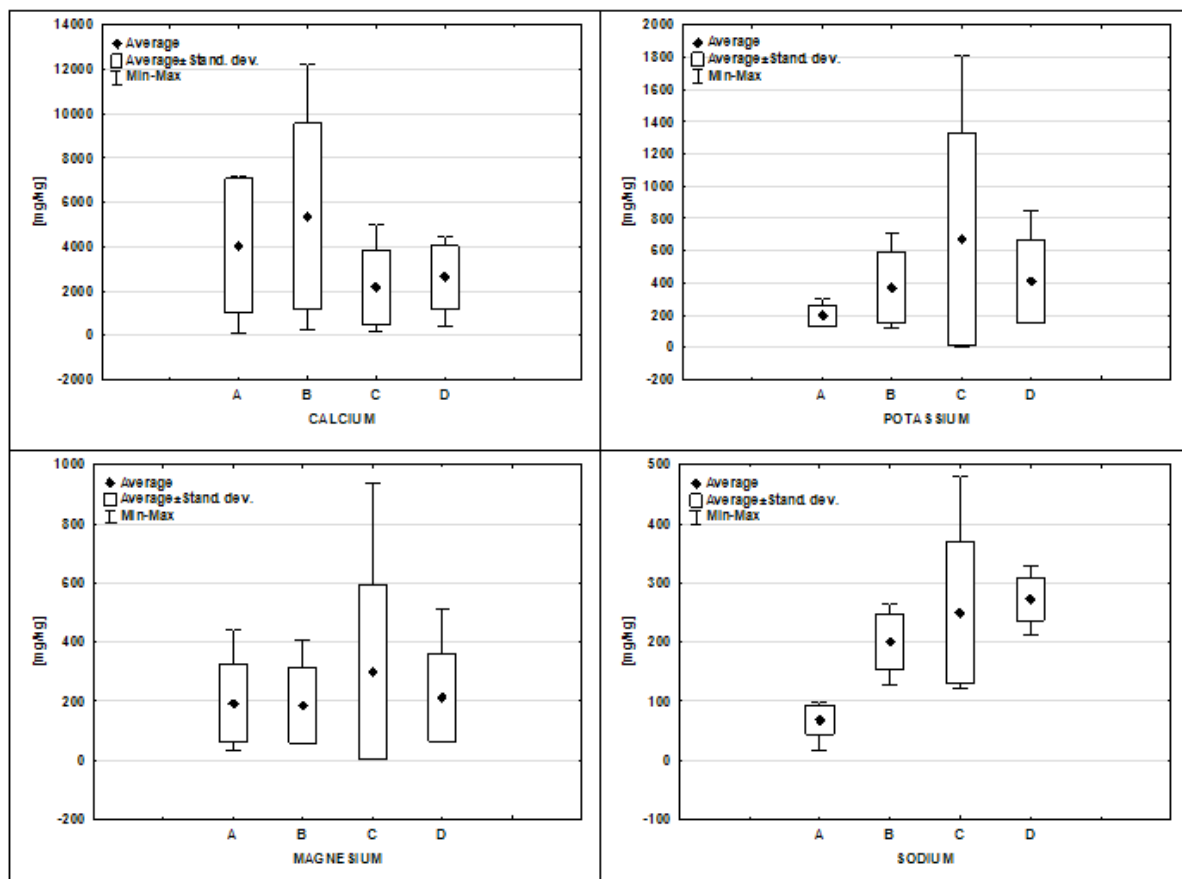 14000
12000
10000
8000
6000
4000
2000
0
-2000
[mg/kg]
Average
Average±Stand. dev.
Min-Max
A B C D
CALCIUM
2000
1800
1600
1400
1200
1000
800
600
400
200
0
-200
[mg/kg]
Average
Average±Stand. dev.
Min-Max
A B C D
POTASSIUM
1000
800
600
400
200
0
-200
[mg/kg]
Average
Average±Stand. dev.
Min-Max
A B C D
MAGNESIUM
500
400
300
200
100
0
-100
[mg/kg]
Average
Average±Stand. dev.
Min-Max
A B C D
SODIUM